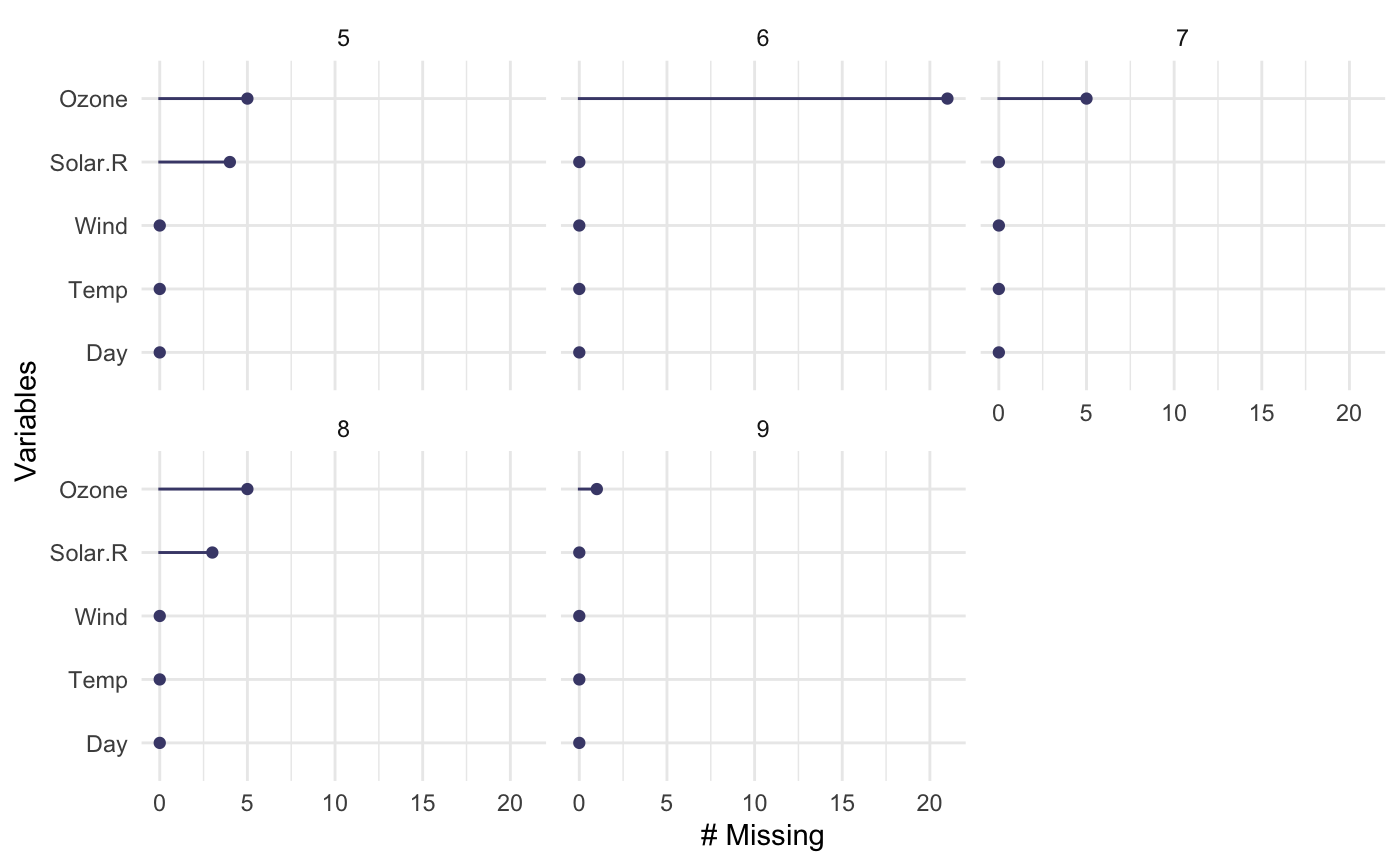 5 6 7
Ozone
Solar.R
Wind
Temp
Day
0 5 10 15 20
8 9
Variables
Ozone
Solar.R
Wind
Temp
Day
0 5 10 15 20 0 5 10 15 20
# Missing